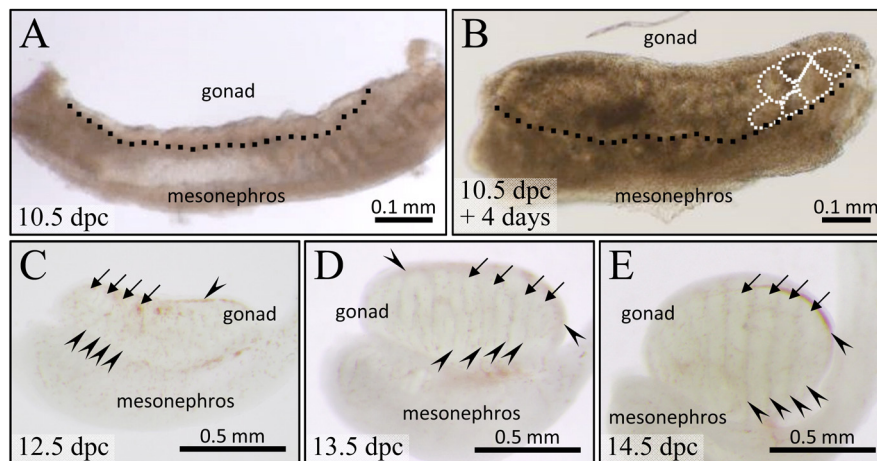 A
gonad
mesonephros
10.5 dpc
0.1 mm
B
gonad
mesonephros
10.5 dpc
+ 4 days
0.1 mm
C
gonad
mesonephros
12.5 dpc
0.5 mm
D
gonad
mesonephros
13.5 dpc
0.5 mm
E
gonad
mesonephros
14.5 dpc
0.5 mm